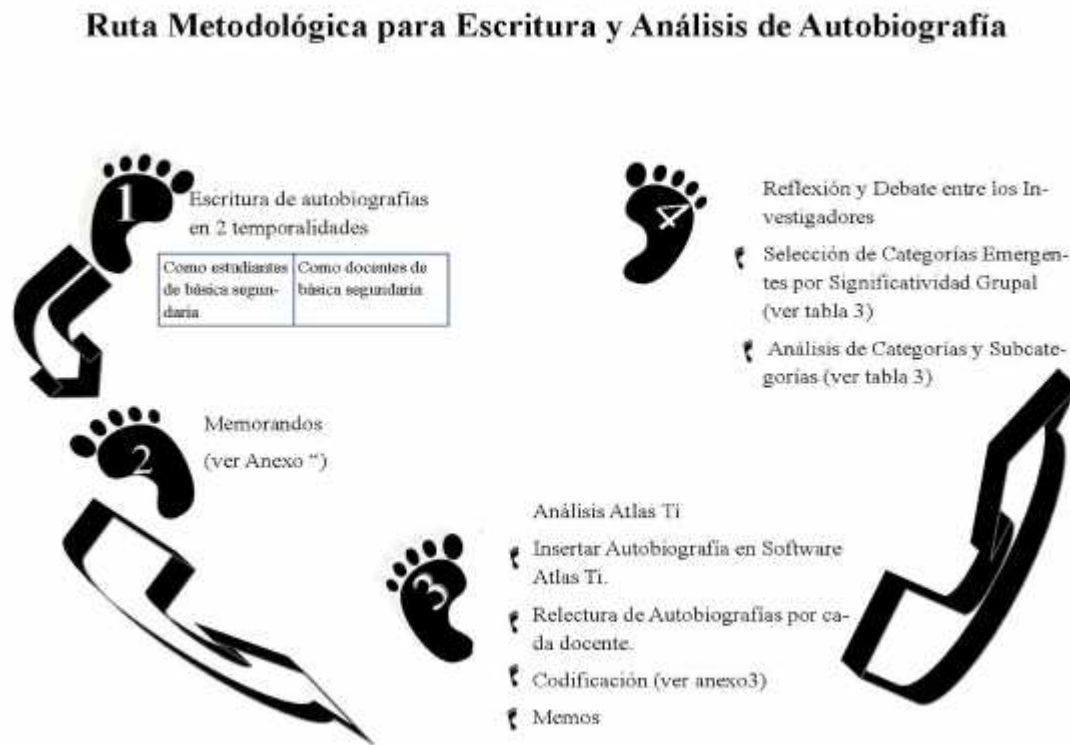 Ruta Metodológica para Escritura y Análisis de Autobiografía
1
Escritura de autobiografías
en 2 temporalidades
Como estudiantes
de básica segun-
daria
Como docentes de
básica segundaria
2
Memorandos
(ver Anexo “)
3
Análisis Atlas Ti
Insertar Autobiografía en Software
Atlas Ti.
Relectura de Autobiografías por ca-
da docente.
Codificación (ver anexo3)
Memos
4
Reflexión y Debate entre los In-
vestigadores
Selección de Categorías Emergen-
tes por Significatividad Grupal
(ver tabla 3)
Análisis de Categorías y Subcate-
gorías (ver tabla 3)